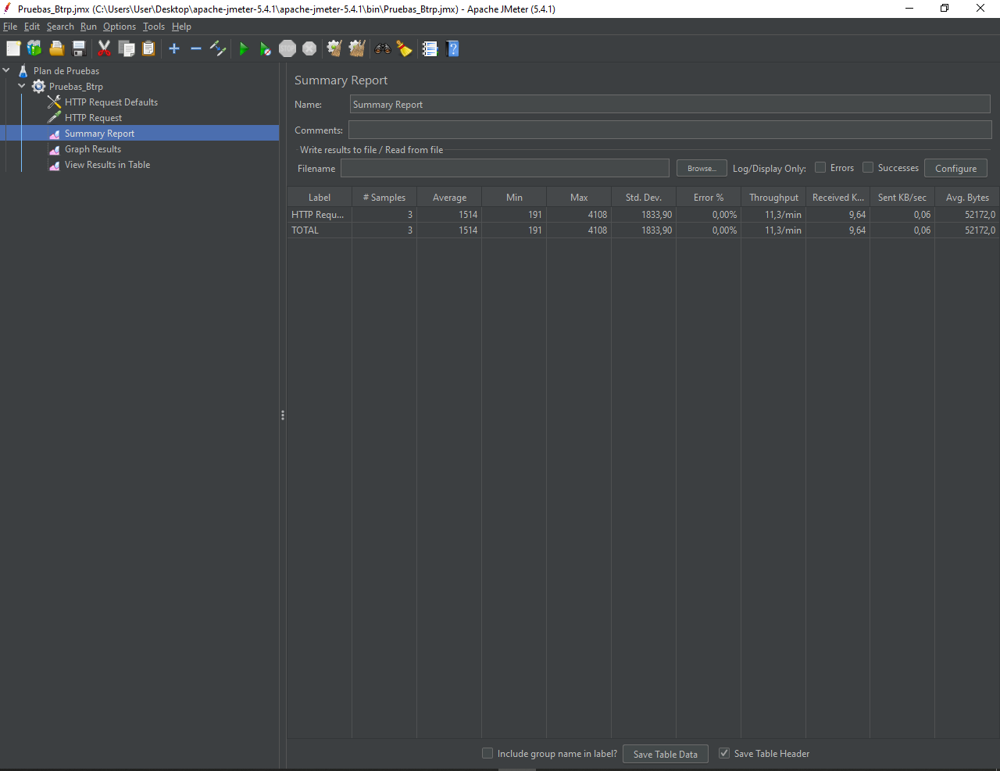 Pruebas_Btrp.jmx (C:\Users\User\Desktop\apache-jmeter-5.4.1\apache-jmeter-5.4.1\bin\Pruebas_Btrp.jmx) - Apache JMeter (5.4.1)
File Edit Search Run Options Tools Help
STOP
Plan de Pruebas
Pruebas_Btrp
HTTP Request Defaults
HTTP Request
Summary Report
Graph Results
View Results in Table
Summary Report
Name: Summary Report
Comments:
Write results to file / Read from file
Filename Browse... Log/Display Only: Errors Successes Configure
Label # Samples Average Min Max Std. Dev. Error % Throughput Received K... Sent KB/sec Avg. Bytes
HTTP Requ... 3 1514 191 4108 1833,90 0,00% 11,3/min 9,64 0,06 52172,0
TOTAL 3 1514 191 4108 1833,90 0,00% 11,3/min 9,64 0,06 52172,0
Include group name in label? Save Table Data Save Table Header